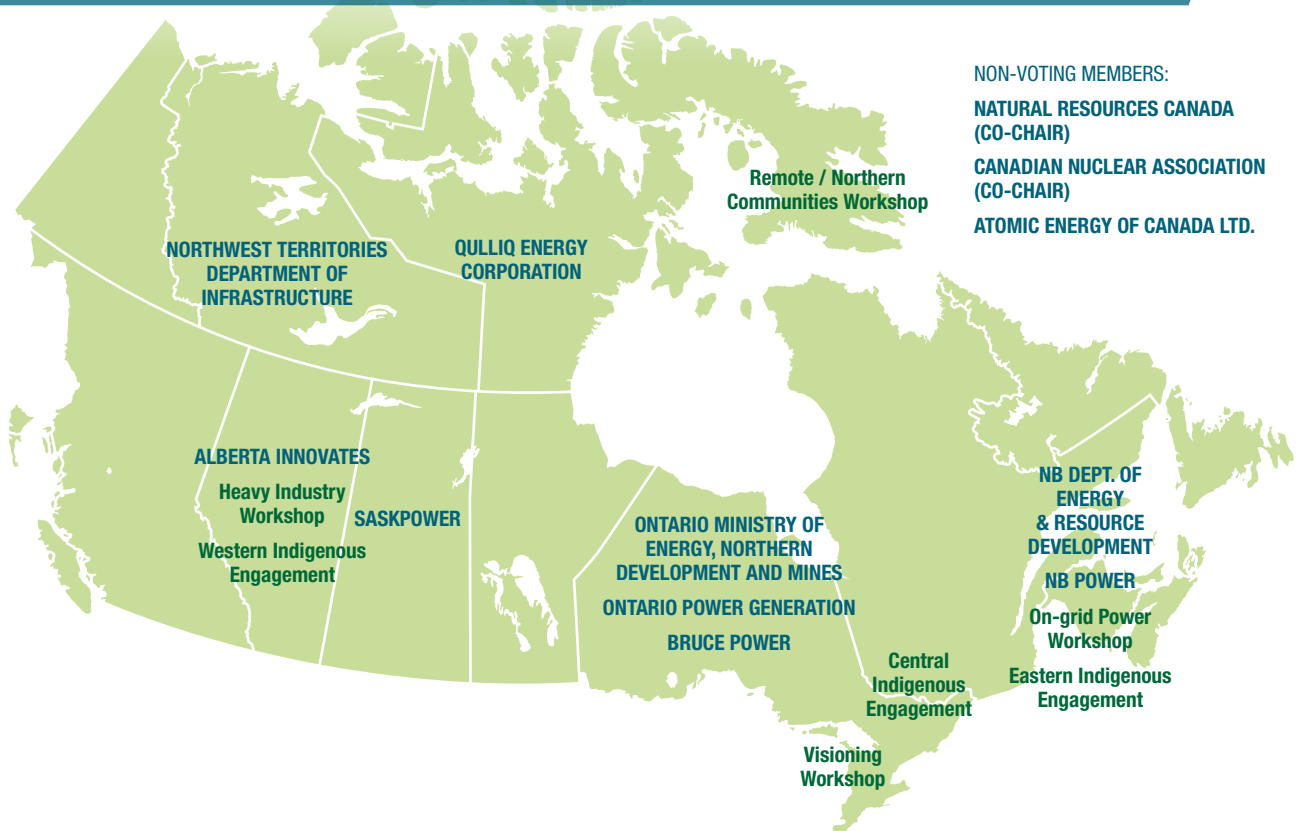 NON-VOTING MEMBERS:
NATURAL RESOURCES CANADA
(CO-CHAIR)
CANADIAN NUCLEAR ASSOCIATION
(CO-CHAIR)
ATOMIC ENERGY OF CANADA LTD.
Remote / Northern
Communities Workshop
NORTHWEST TERRITORIES
DEPARTMENT OF
INFRASTRUCTURE
QULLIQ ENERGY
CORPORATION
ALBERTA INNOVATES
Heavy Industry
Workshop
Western Indigenous
Engagement
SASKPOWER
ONTARIO MINISTRY OF
ENERGY, NORTHERN
DEVELOPMENT AND MINES
ONTARIO POWER GENERATION
BRUCE POWER
Central
Indigenous
Engagement
Visioning
Workshop
NB DEPT. OF
ENERGY
& RESOURCE
DEVELOPMENT
NB POWER
On-grid Power
Workshop
Eastern Indigenous
Engagement